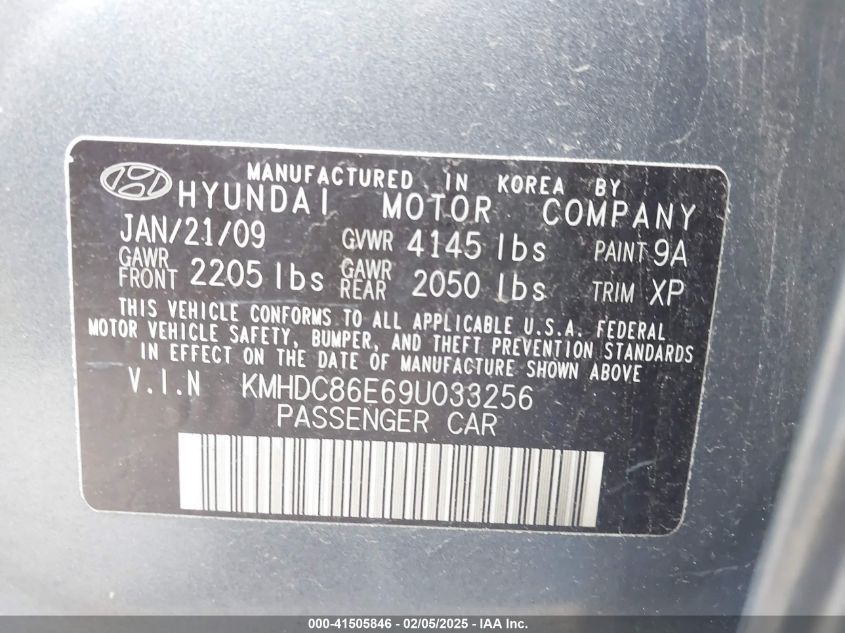 MANUFACTURED IN KOREA BY
HYUNDAI MOTOR COMPANY
JAN/21/09 GVWR 4145 lbs PAINT 9A
GAWR FRONT 2205 lbs GAWR REAR 2050 lbs TRIM XP
THIS VEHICLE CONFORMS TO ALL APPLICABLE U.S.A. FEDERAL
MOTOR VEHICLE SAFETY, BUMPER, AND THEFT PREVENTION STANDARDS
IN EFFECT ON THE DATE OF MANUFACTURE SHOWN ABOVE
V.I.N KMHDC86E69U033256
PASSENGER CAR
000-41505846 - 02/05/2025 - IAA Inc.